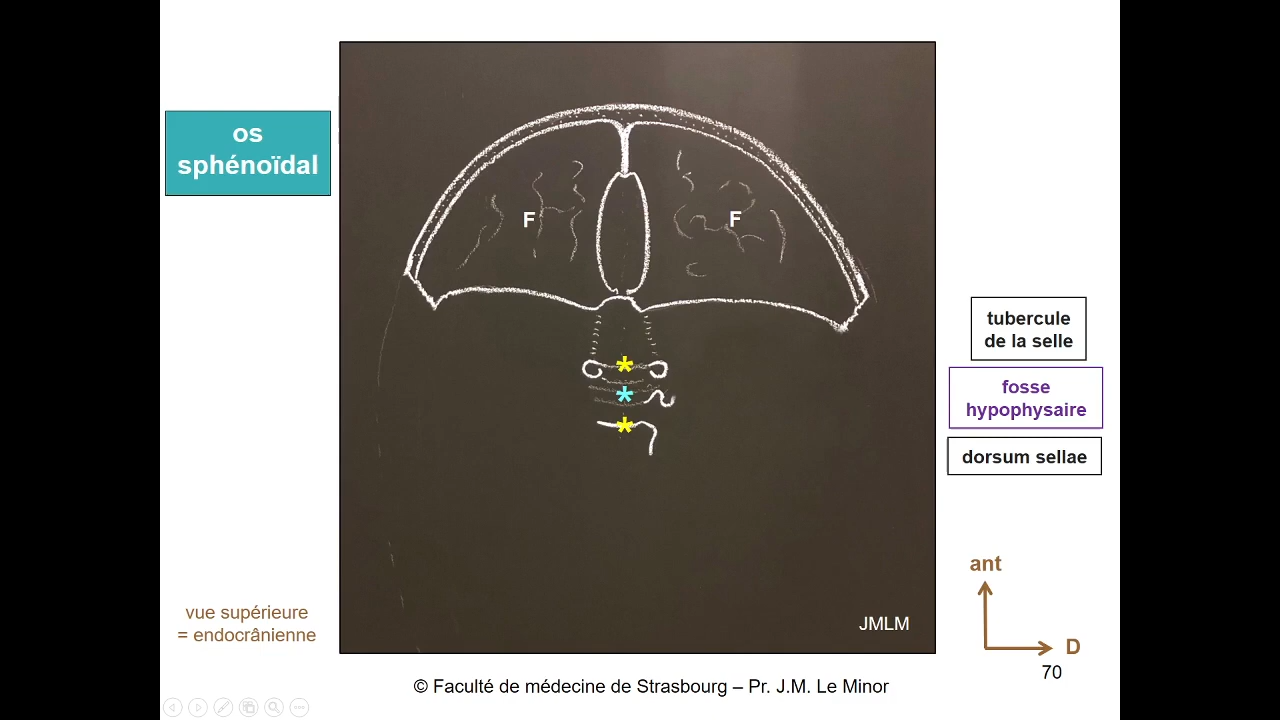 os
sphénoïdal
F
F
*
*
*
tubercule
de la selle
fosse
hypophysaire
dorsum sellae
ant
D
vue supérieure
= endocrânienne
JMLM
70
© Faculté de médecine de Strasbourg – Pr. J.M. Le Minor